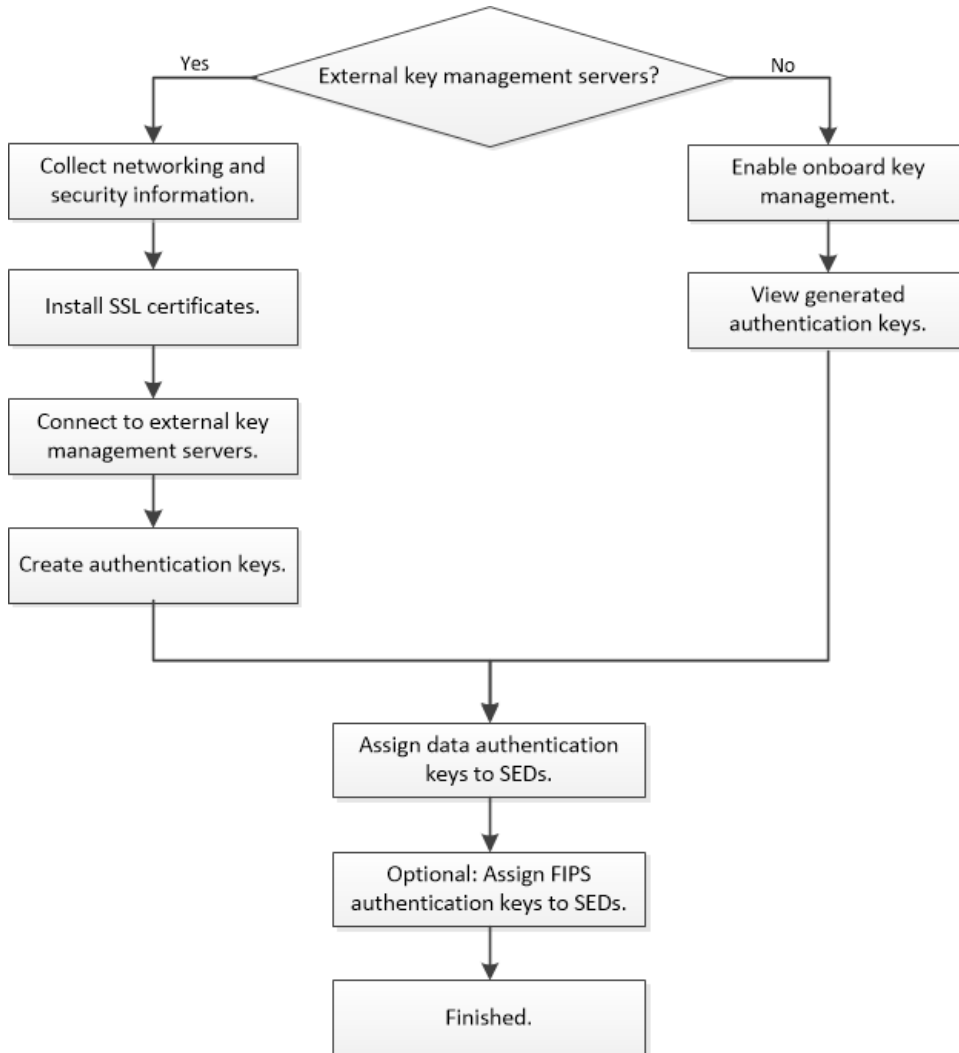 External key management servers?
Yes
No
Collect networking and
security information.
Enable onboard key
management.
Install SSL certificates.
View generated
authentication keys.
Connect to external key
management servers.
Create authentication keys.
Assign data authentication
keys to SEDs.
Optional: Assign FIPS
authentication keys to SEDs.
Finished.